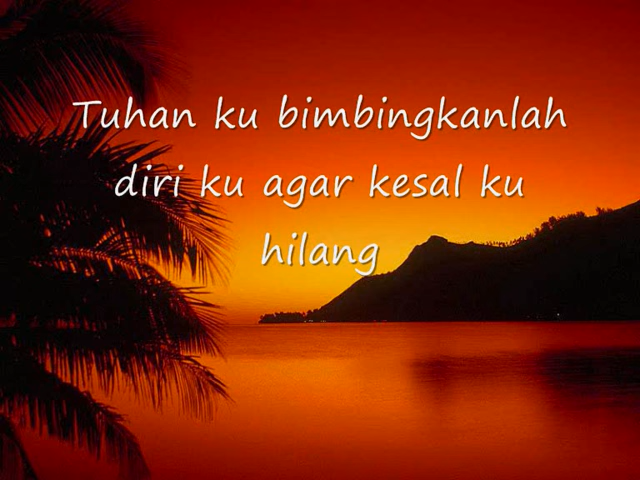 Tuhan ku bimbingkanlah
diri ku agar kesal ku
hilang